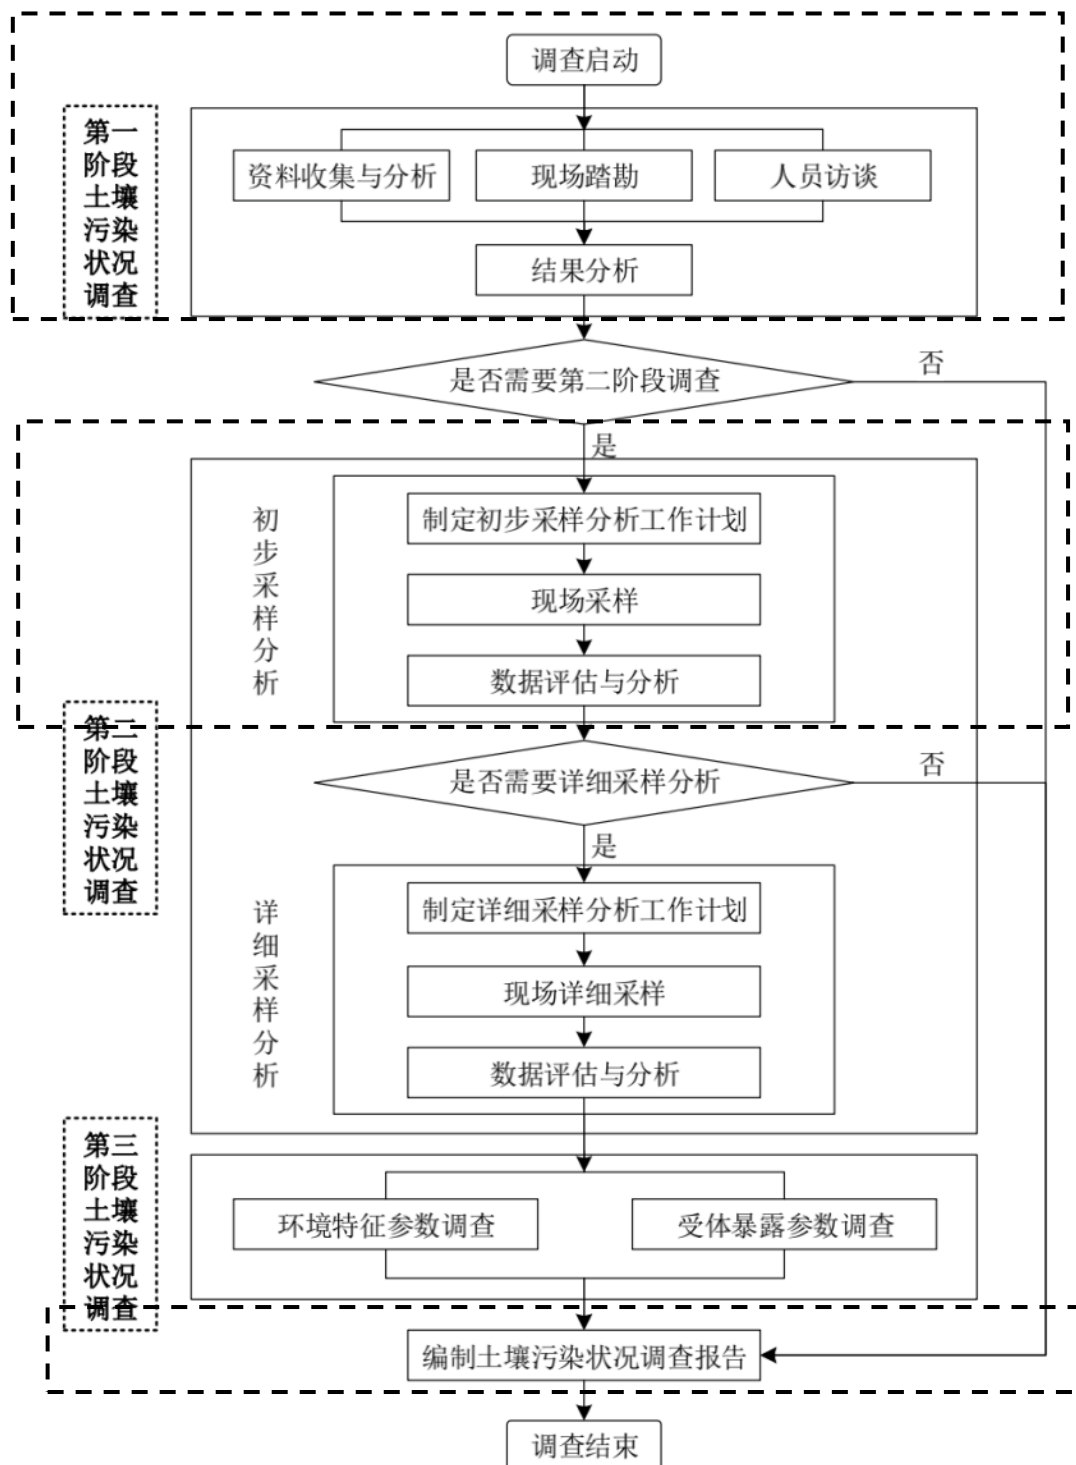 调查启动
第一
阶段
土壤
污染
状况
调查
资料收集与分析
现场踏勘
人员访谈
结果分析
是否需要第二阶段调查
否
是
初
步
采
样
分
析
制定初步采样分析工作计划
现场采样
数据评估与分析
第二
阶段
土壤
污染
状况
调查
是否需要详细采样分析
否
是
详
细
采
样
分
析
制定详细采样分析工作计划
现场详细采样
数据评估与分析
第三
阶段
土壤
污染
状况
调查
环境特征参数调查
受体暴露参数调查
编制土壤污染状况调查报告
调查结束